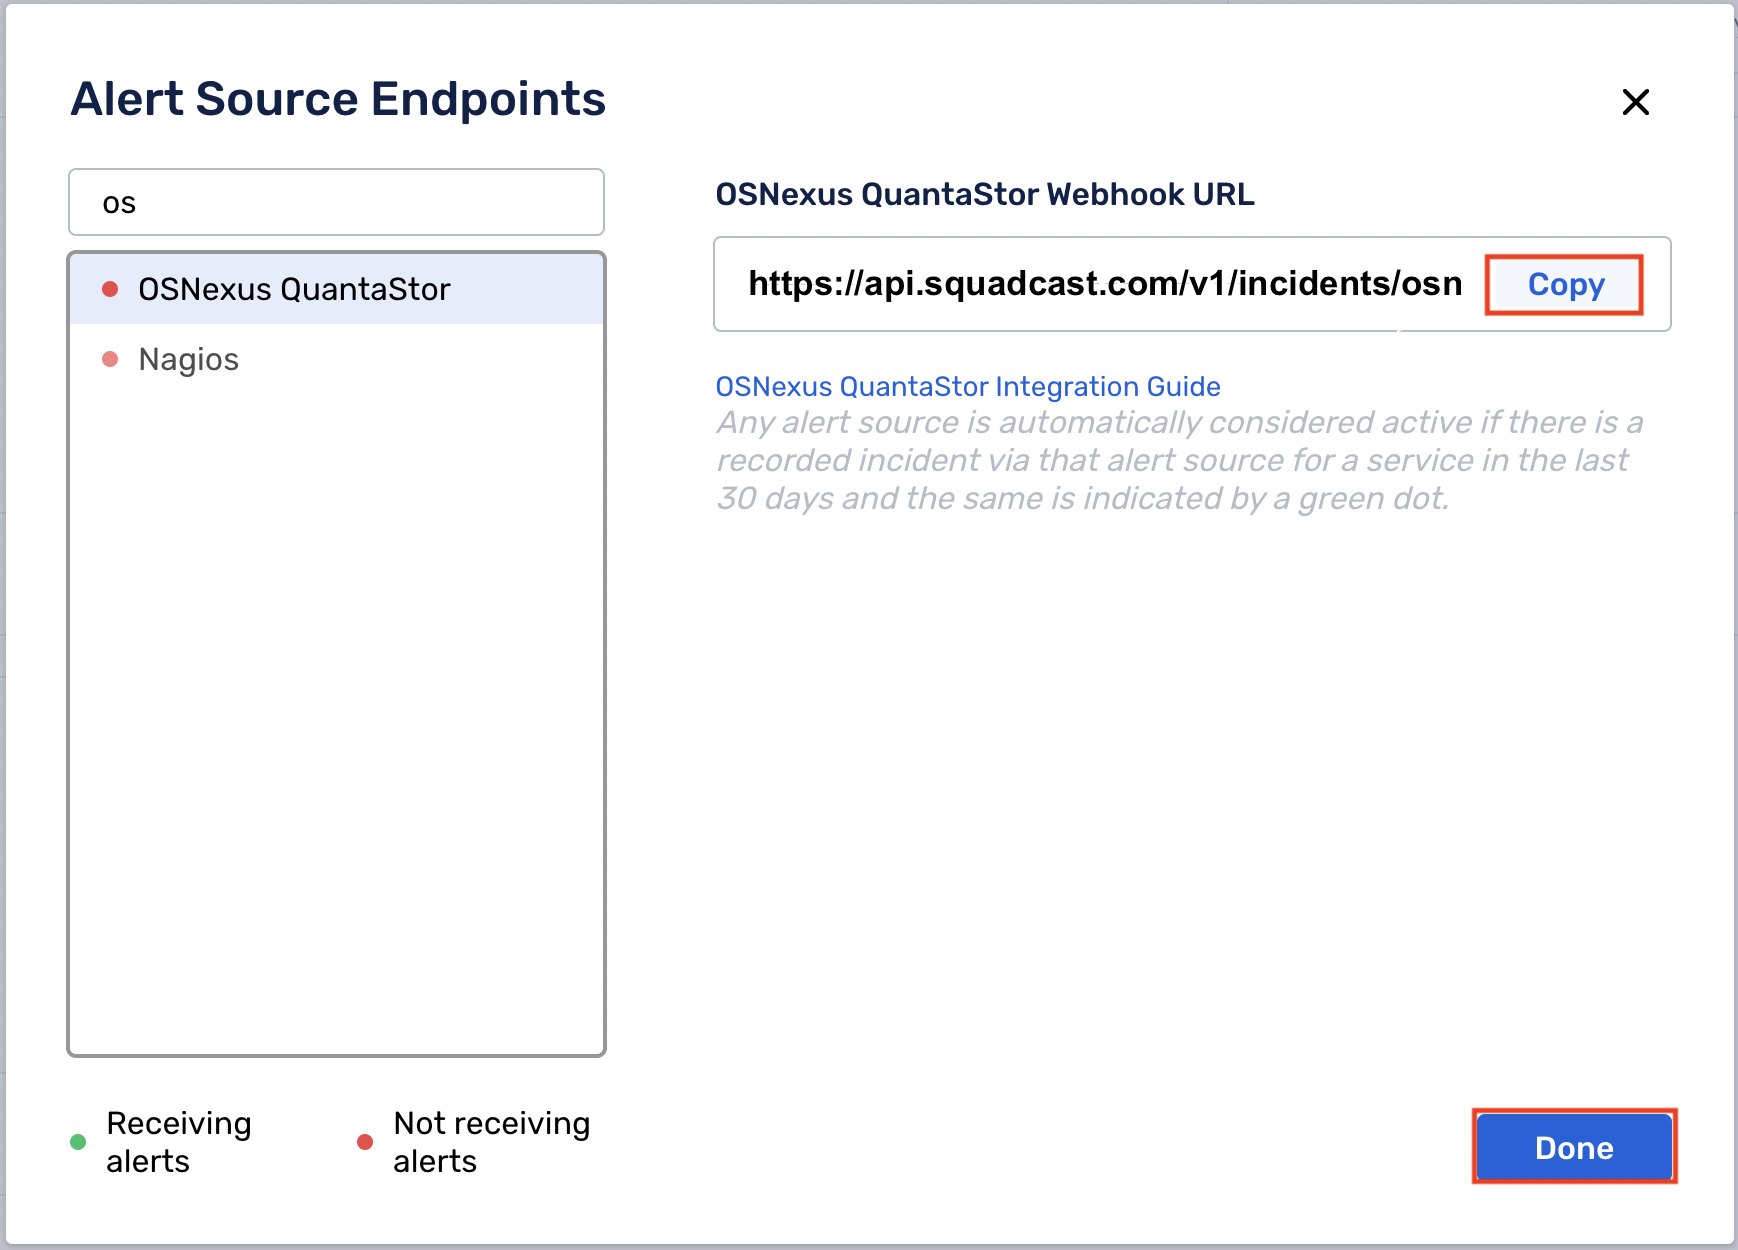 Alert Source Endpoints
os
OSNexus QuantaStor
Nagios
Receiving
alerts
Not receiving
alerts
OSNexus QuantaStor Webhook URL
https://api.squadcast.com/v1/incidents/osn
Copy
OSNexus QuantaStor Integration Guide
Any alert source is automatically considered active if there is a
recorded incident via that alert source for a service in the last
30 days and the same is indicated by a green dot.
Done